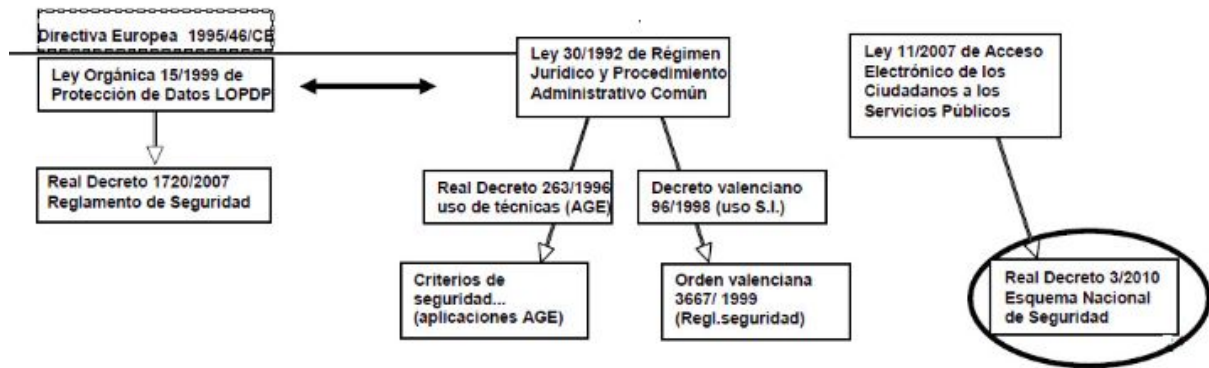 Directiva Europea 1995/46/CE
Ley Orgánica 15/1999 de
Protección de Datos LOPDP
Real Decreto 1720/2007
Reglamento de Seguridad
Ley 30/1992 de Régimen
Jurídico y Procedimiento
Administrativo Común
Real Decreto 263/1996
uso de técnicas (AGE)
Decreto valenciano
96/1998 (uso S.I.)
Criterios de
seguridad...
(aplicaciones AGE)
Orden valenciana
3667/ 1999
(Regl.seguridad)
Ley 11/2007 de Acceso
Electrónico de los
Ciudadanos a los
Servicios Públicos
Real Decreto 3/2010
Esquema Nacional
de Seguridad